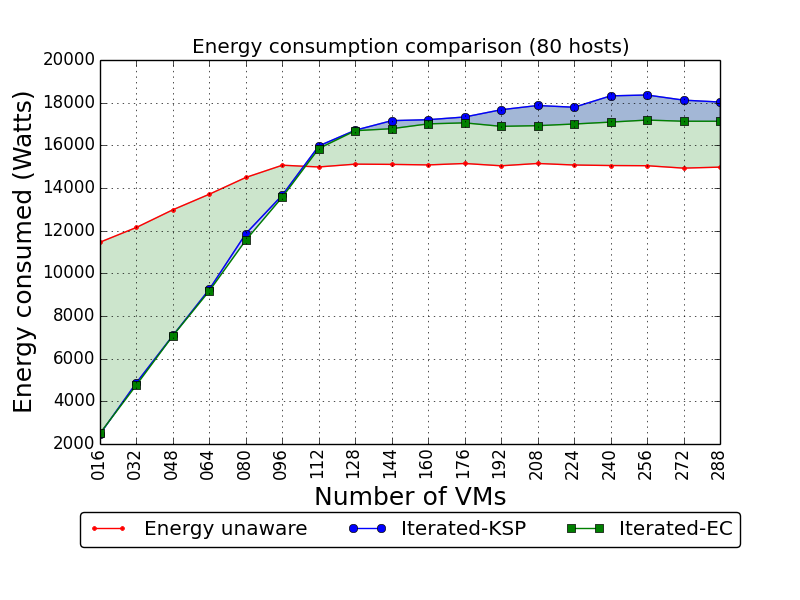 Energy consumption comparison (80 hosts)
20000
18000
16000
14000
12000
10000
8000
6000
4000
2000
Energy consumed (Watts)
016 032 048 064 080 096 112 128 144 160 176 192 208 224 240 256 272 288
Number of VMs
Energy unaware Iterated-KSP Iterated-EC